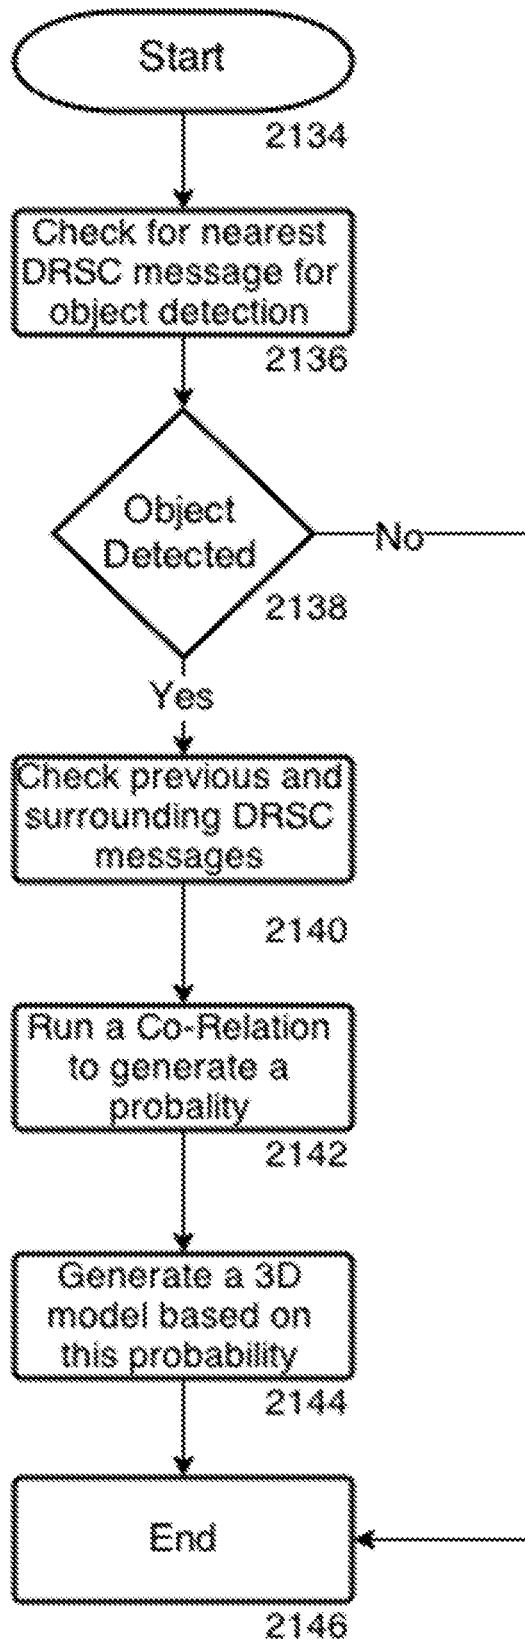 Start
2134
Check for nearest
DRSC message for
object detection
2136
Object
Detected
No
2138
Yes
Check previous and
surrounding DRSC
messages
2140
Run a Co-Relation
to generate a
probality
2142
Generate a 3D
model based on
this probability
2144
End
2146